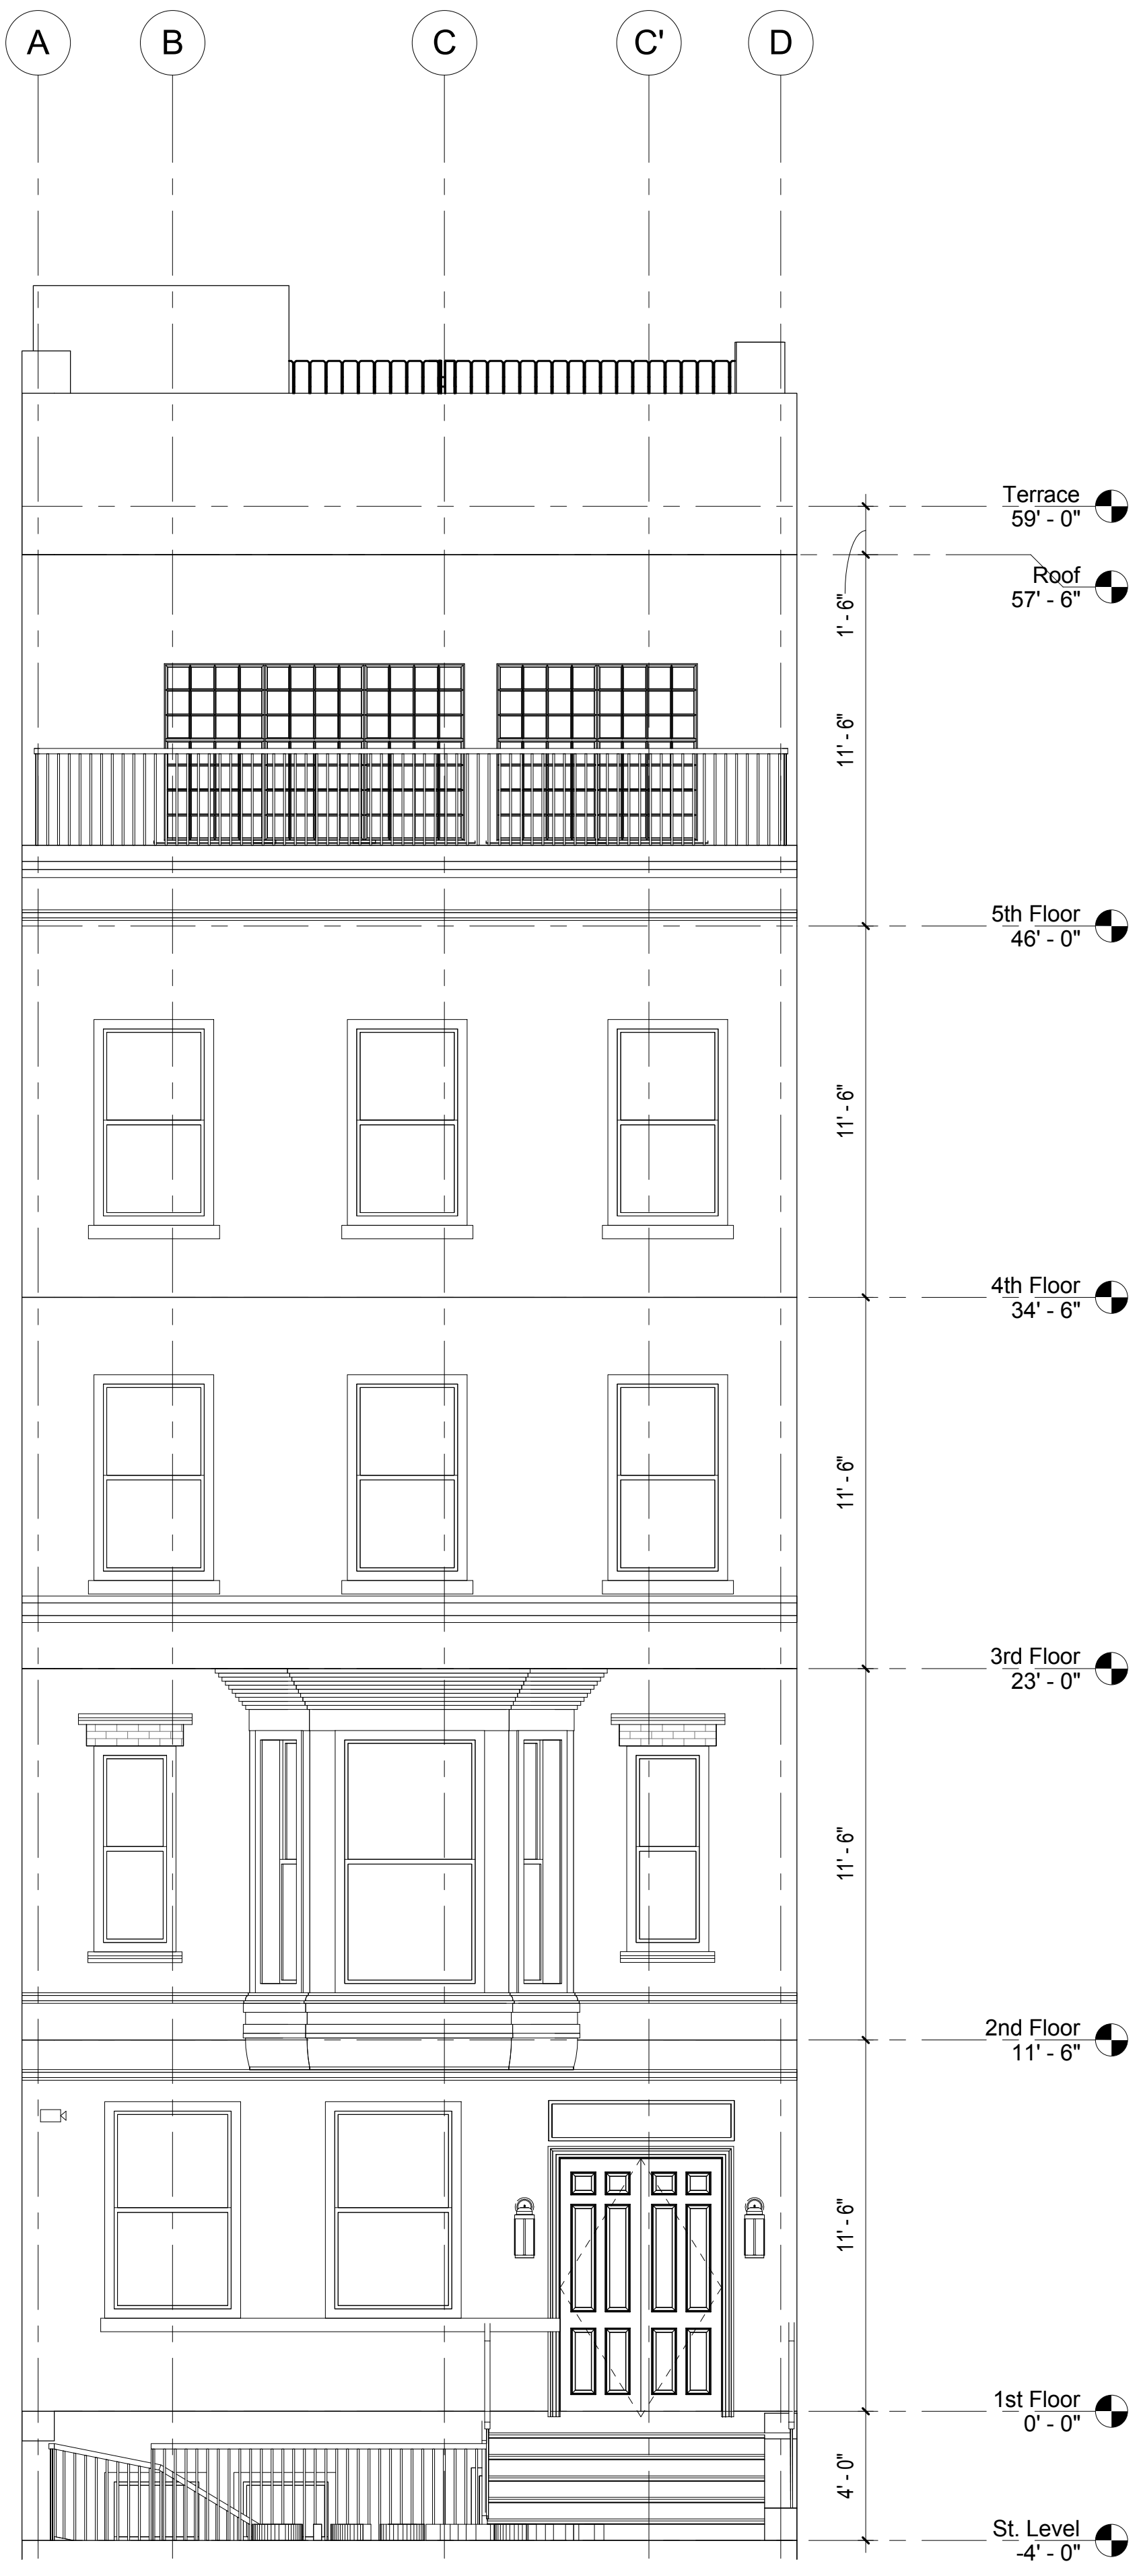 A B C C' D
Terrace
59' - 0"
Roof
57' - 6"
1' - 6"
11' - 6"
5th Floor
46' - 0"
11' - 6"
4th Floor
34' - 6"
11' - 6"
3rd Floor
23' - 0"
11' - 6"
2nd Floor
11' - 6"
11' - 6"
1st Floor
0' - 0"
4' - 0"
St. Level
-4' - 0"